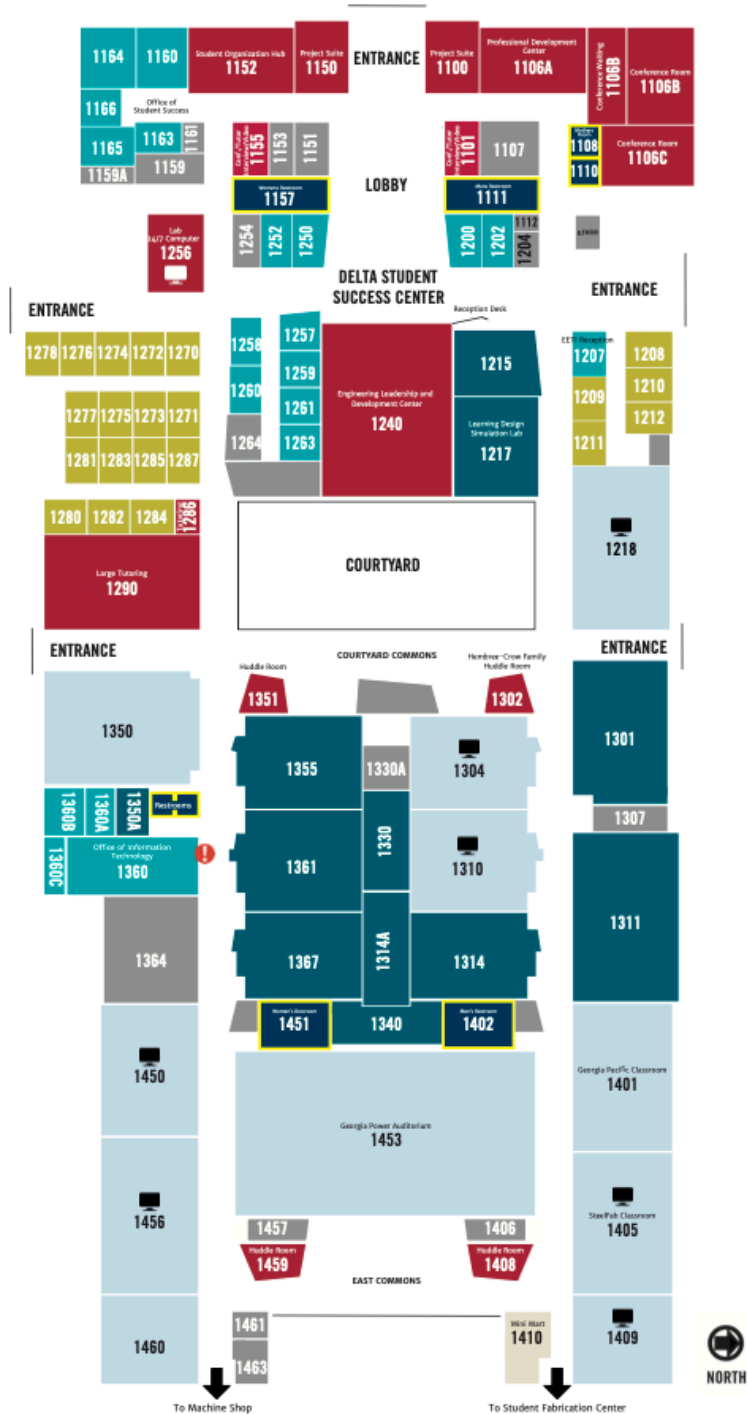 1164
1160
Student Organization Hub
1152
Project Suite
1150
ENTRANCE
Project Suite
1100
Professional Development
Center
1106A
Conference Waiting
1106B
Conference Room
1106B
1166
Office of
Student Success
1165
1163
1161
1159A
1159
1155
1153
1151
1101
1107
1108
1110
Conference Room
1106C
Womens Restroom
1157
LOBBY
Mens Restroom
1111
1254
1252
1250
1200
1202
1112
1204
Lab
24/7 Computer
1256
DELTA STUDENT
SUCCESS CENTER
ENTRANCE
ENTRANCE
Reception Desk
1278
1276
1274
1272
1270
1258
1257
1260
1259
1261
1264
1263
Engineering Leadership and
Development Center
1240
1215
Learning Design
Simulation Lab
1217
EETI Reception
1207
1208
1209
1210
1212
1211
1277
1275
1273
1271
1281
1283
1285
1287
1280
1282
1284
Tutoring
1286
Large Tutoring
1290
COURTYARD
1218
ENTRANCE
COURTYARD COMMONS
ENTRANCE
Huddle Room
1351
Hembree-Crow Family
Huddle Room
1302
1350
1355
1330A
1304
1301
1360B
1360A
1350A
Restrooms
1330
1307
Office of Information
Technology
1360
1360C
1361
1310
1311
1364
1367
1314A
1314
Women's Restroom
1451
1340
Men's Restroom
1402
1450
Georgia Power Auditorium
1453
Georgia Pacific Classroom
1401
1456
SteelFab Classroom
1405
1457
1406
Huddle Room
1459
Huddle Room
1408
EAST COMMONS
1460
1461
1463
Mini Mart
1410
1409
NORTH
To Machine Shop
To Student Fabrication Center